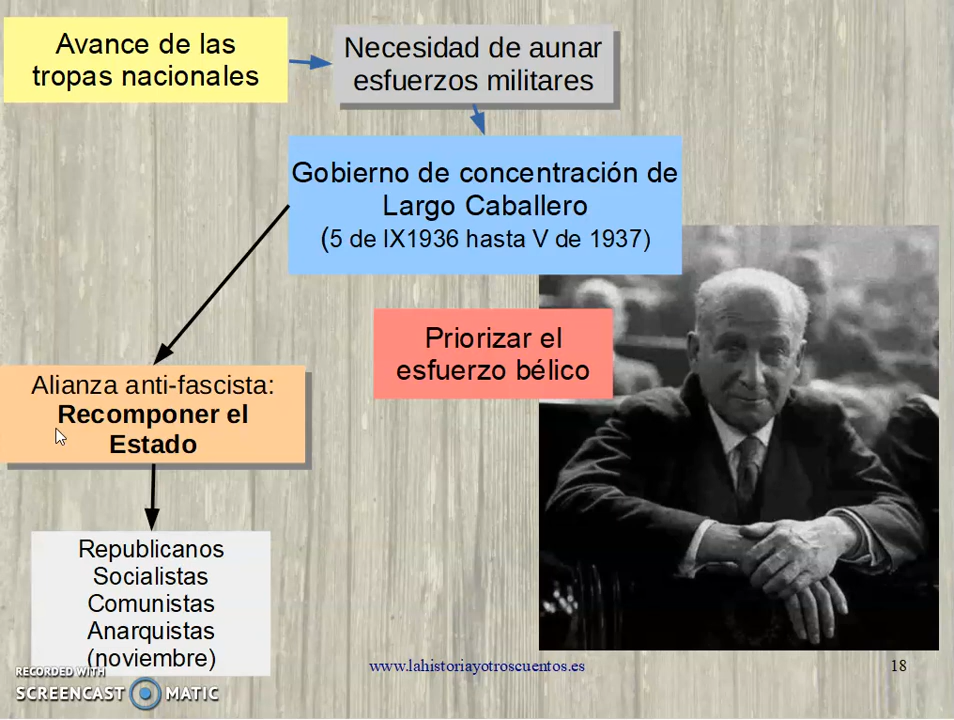 Avance de las
tropas nacionales
Necesidad de aunar
esfuerzos militares
Gobierno de concentración de
Largo Caballero
(5 de IX1936 hasta V de 1937)
Priorizar el
esfuerzo bélico
Alianza anti-fascista:
Recomponer el
Estado
Republicanos
Socialistas
Comunistas
Anarquistas
(noviembre)
RECORDED WITH
SCREENCAST MATIC
www.lahistoriayotroscuentos.es
18